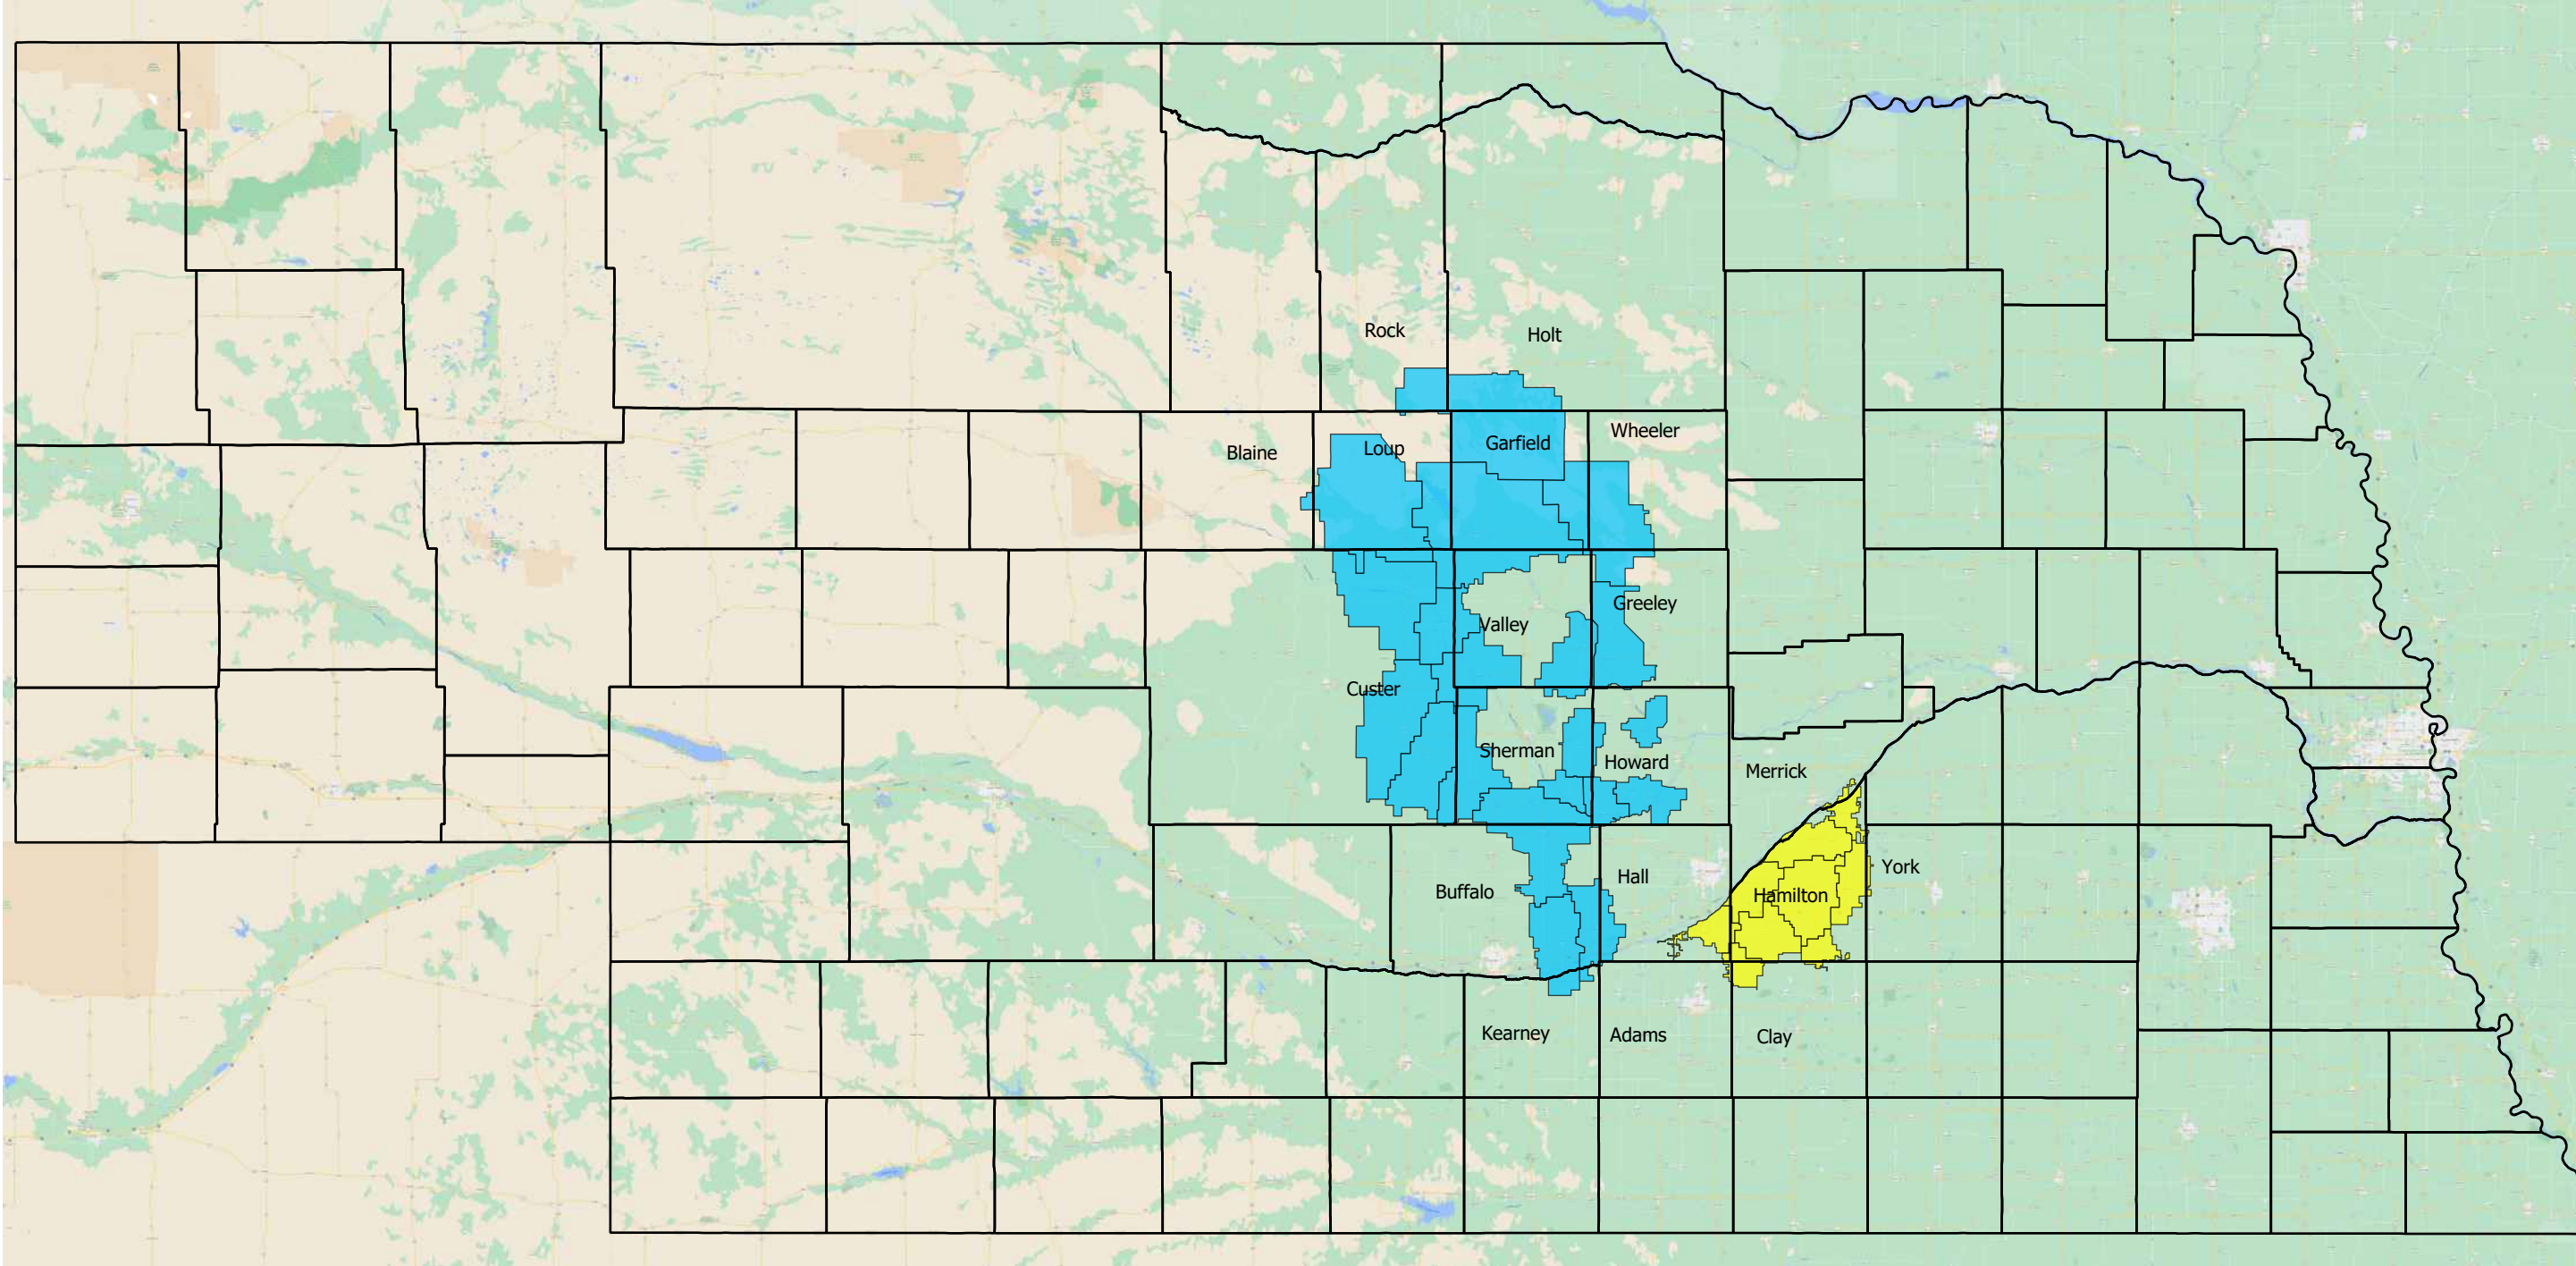 Rock
Holt
Wheeler
Garfield
Loup
Blaine
Greeley
Valley
Custer
Sherman
Howard
Merrick
York
Hall
Buffalo
Hamilton
Kearney
Adams
Clay